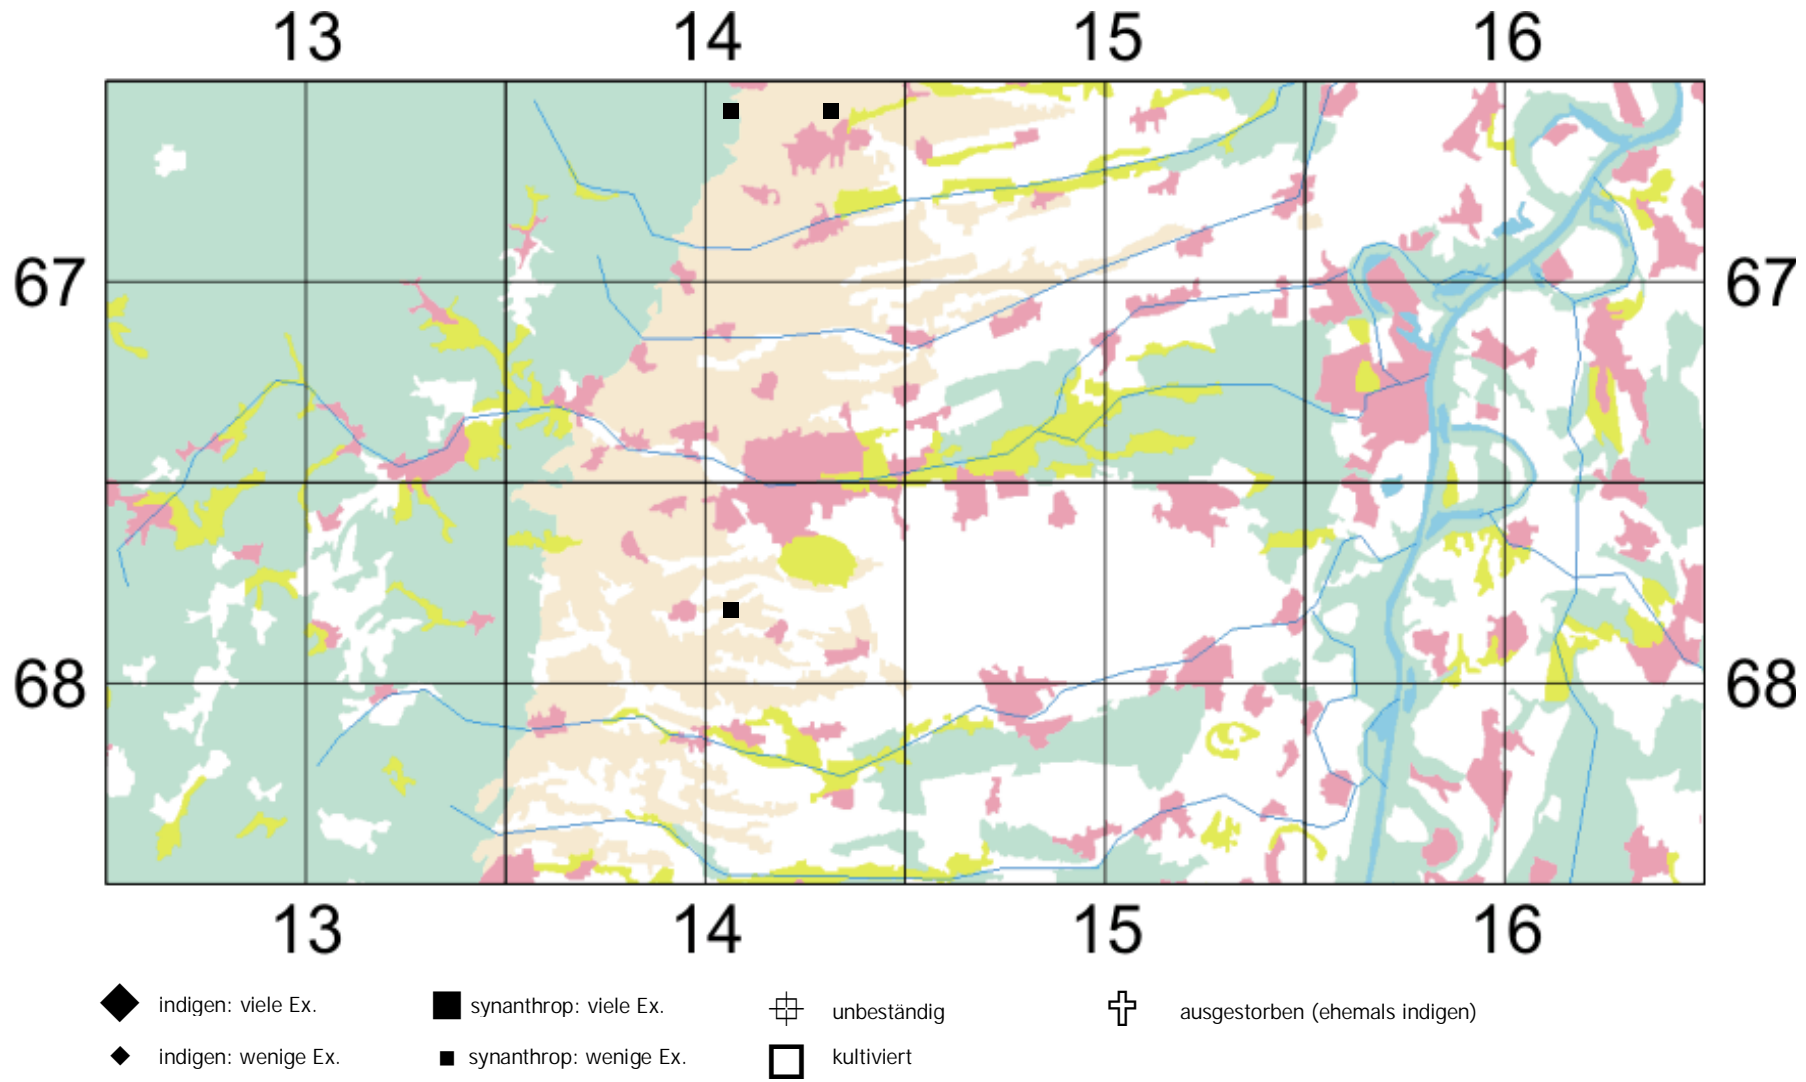 13 14 15 16
67 67
68 68
13 14 15 16
indigen: viele Ex. synanthrop: viele Ex. unbeständig ausgestorben (ehemals indigen)
indigen: wenige Ex. synanthrop: wenige Ex. kultiviert